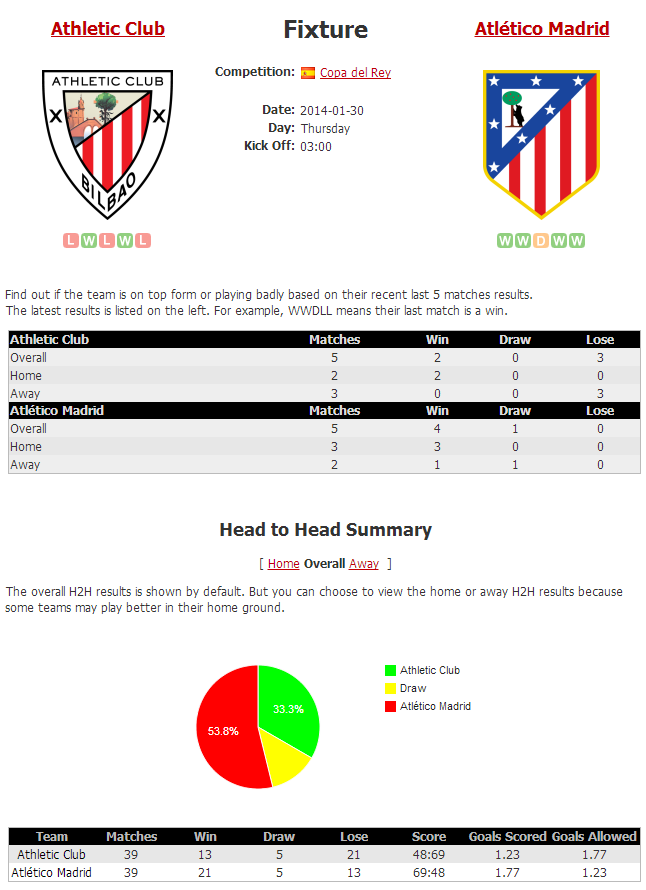 Athletic Club
Fixture
Atlético Madrid
Competition: Copa del Rey
ATHLETIC CLUB
X X
BILBAO
Date: 2014-01-30
Day: Thursday
Kick Off: 03:00
L W L W L
W W D W W
Find out if the team is on top form or playing badly based on their recent last 5 matches results.
The latest results is listed on the left. For example, WWDLL means their last match is a win.
Athletic Club Matches Win Draw Lose
Overall 5 2 0 3
Home 2 2 0 0
Away 3 0 0 3
Atlético Madrid Matches Win Draw Lose
Overall 5 4 1 0
Home 3 3 0 0
Away 2 1 1 0
Head to Head Summary
[ Home Overall Away ]
The overall H2H results is shown by default. But you can choose to view the home or away H2H results because
some teams may play better in their home ground.
Athletic Club
Draw
Atlético Madrid
33.3%
53.8%
Team Matches Win Draw Lose Score Goals Scored Goals Allowed
Athletic Club 39 13 5 21 48:69 1.23 1.77
Atlético Madrid 39 21 5 13 69:48 1.77 1.23